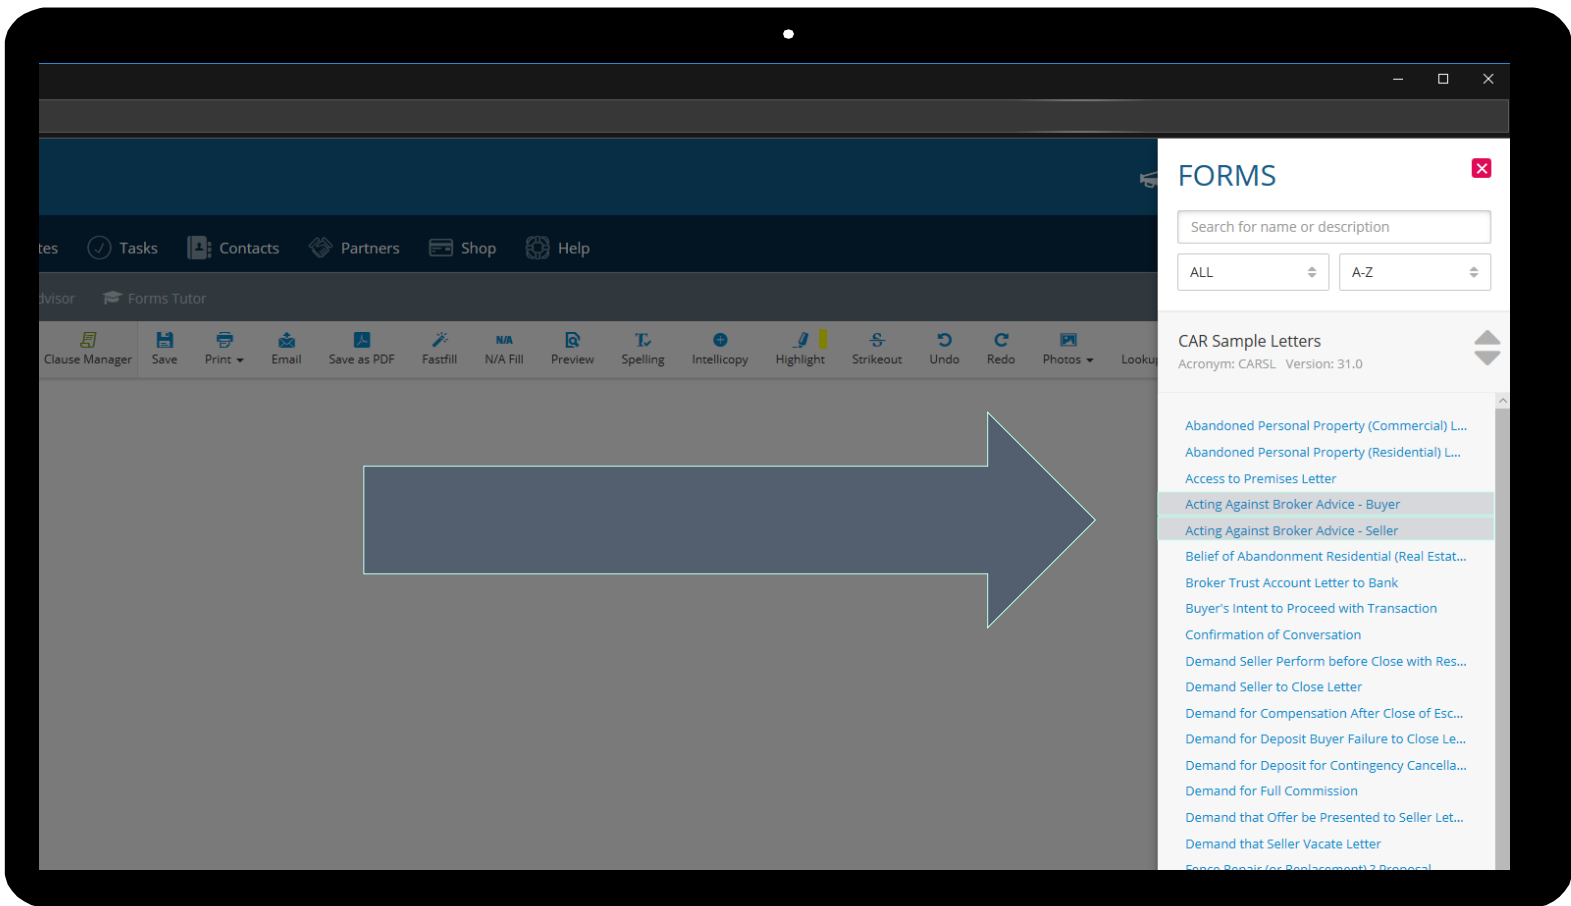 FORMS
Search for name or description
ALL
A-Z
tes Tasks Contacts Partners Shop Help
dvisor Forms Tutor
Clause Manager Save Print Email Save as PDF Fastfill N/A N/A Fill Preview Spelling Intellicopy Highlight Strikeout Undo Redo Photos Lookup
CAR Sample Letters
Acronym: CARSL Version: 31.0
Abandoned Personal Property (Commercial) L...
Abandoned Personal Property (Residential) L...
Access to Premises Letter
Acting Against Broker Advice - Buyer
Acting Against Broker Advice - Seller
Belief of Abandonment Residential (Real Estat...
Broker Trust Account Letter to Bank
Buyer's Intent to Proceed with Transaction
Confirmation of Conversation
Demand Seller Perform before Close with Res...
Demand Seller to Close Letter
Demand for Compensation After Close of Esc...
Demand for Deposit Buyer Failure to Close Le...
Demand for Deposit for Contingency Cancella...
Demand for Full Commission
Demand that Offer be Presented to Seller Let...
Demand that Seller Vacate Letter
Fence Repair (or Replacement) ? Proposal